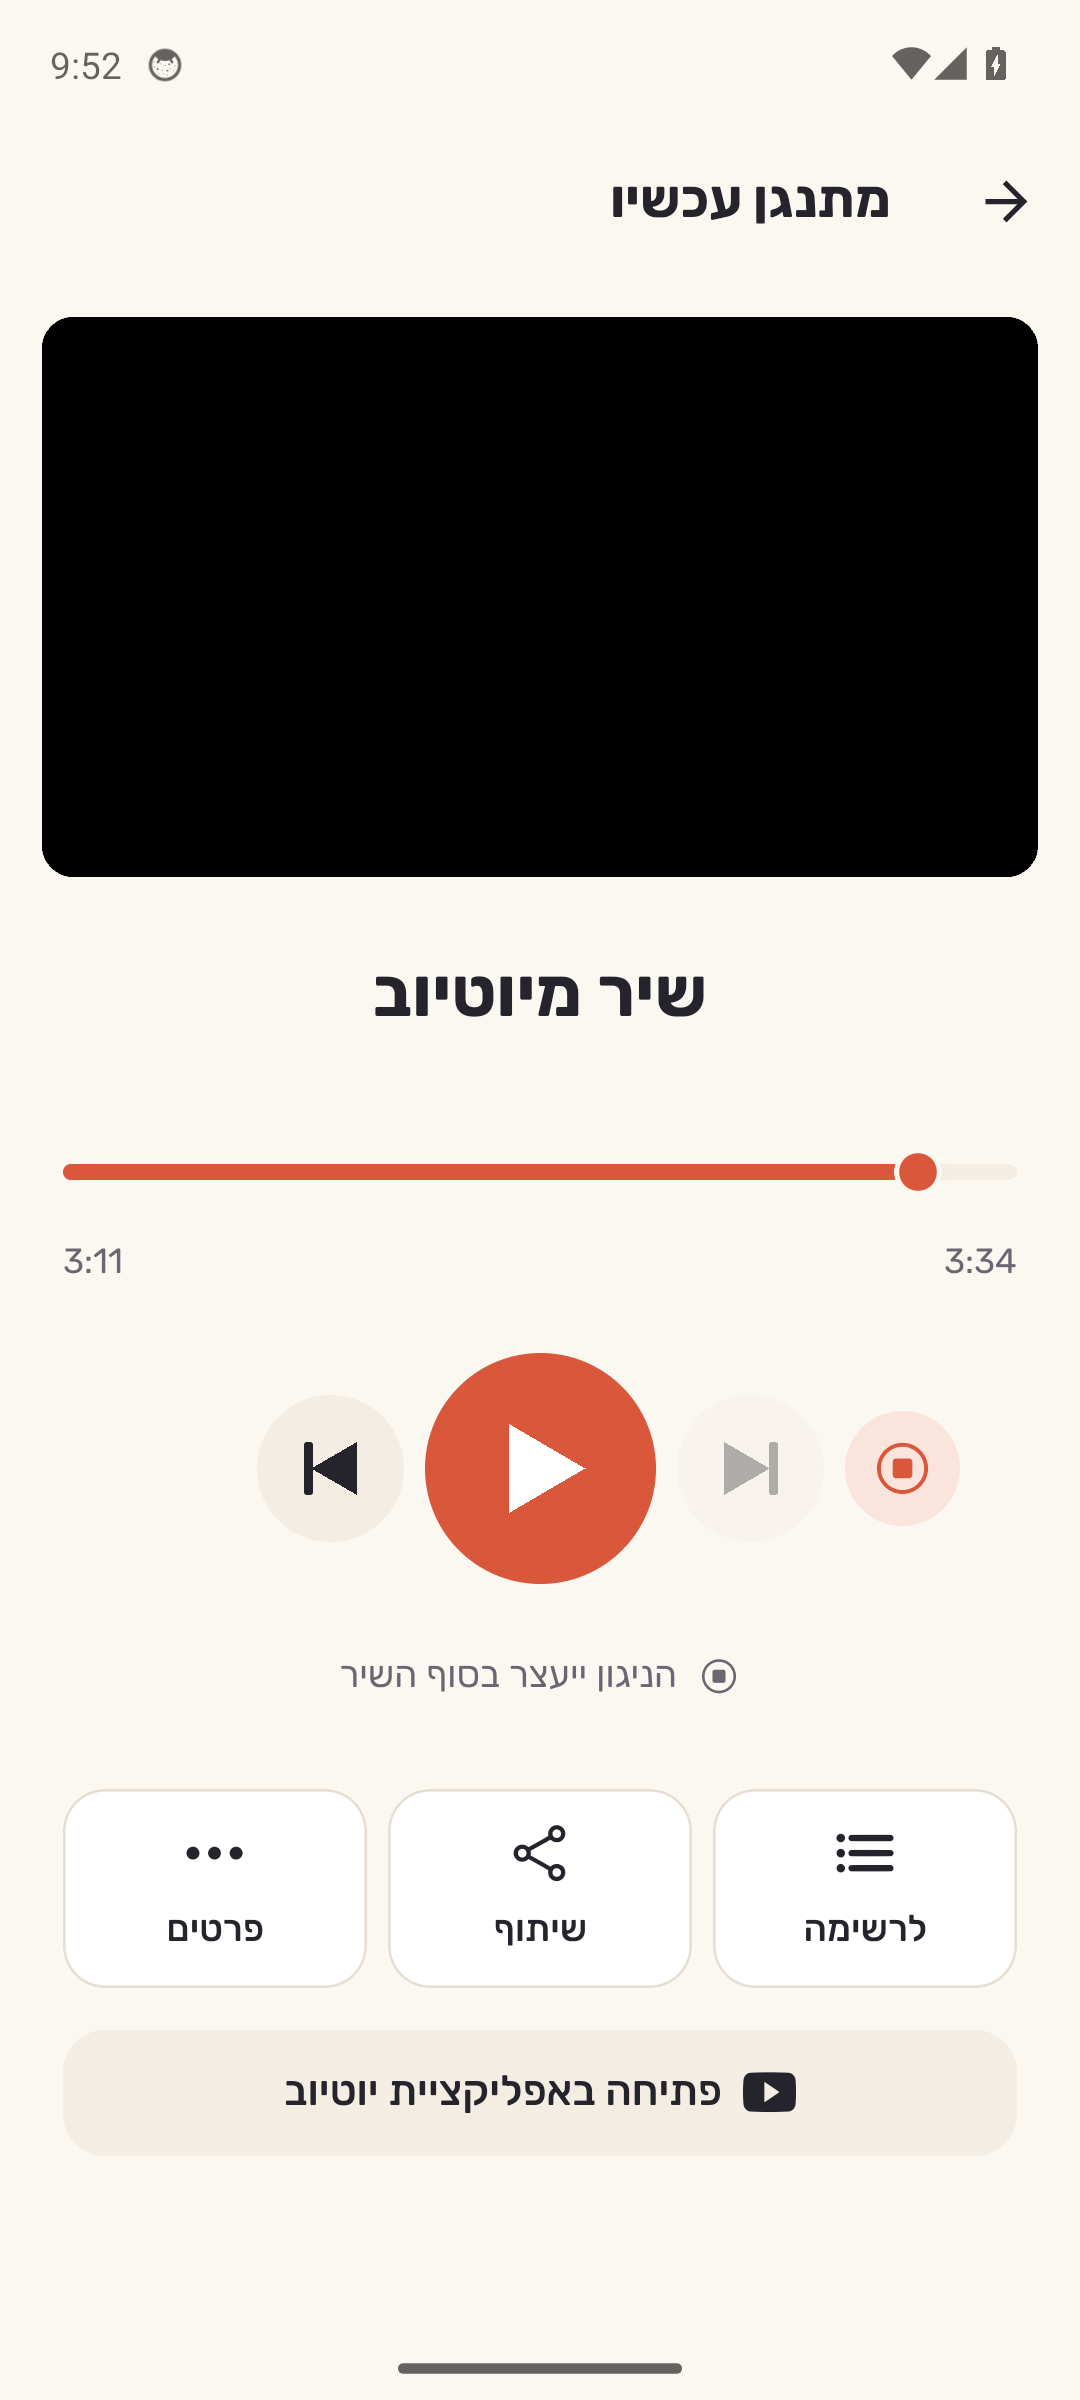 9:52
מתנגן עכשיו
שיר מיוטיוב
3:11
3:34
הניגון ייעצר בסוף השיר
לרשימה
שיתוף
פרטים
פתיחה באפליקציית יוטיוב